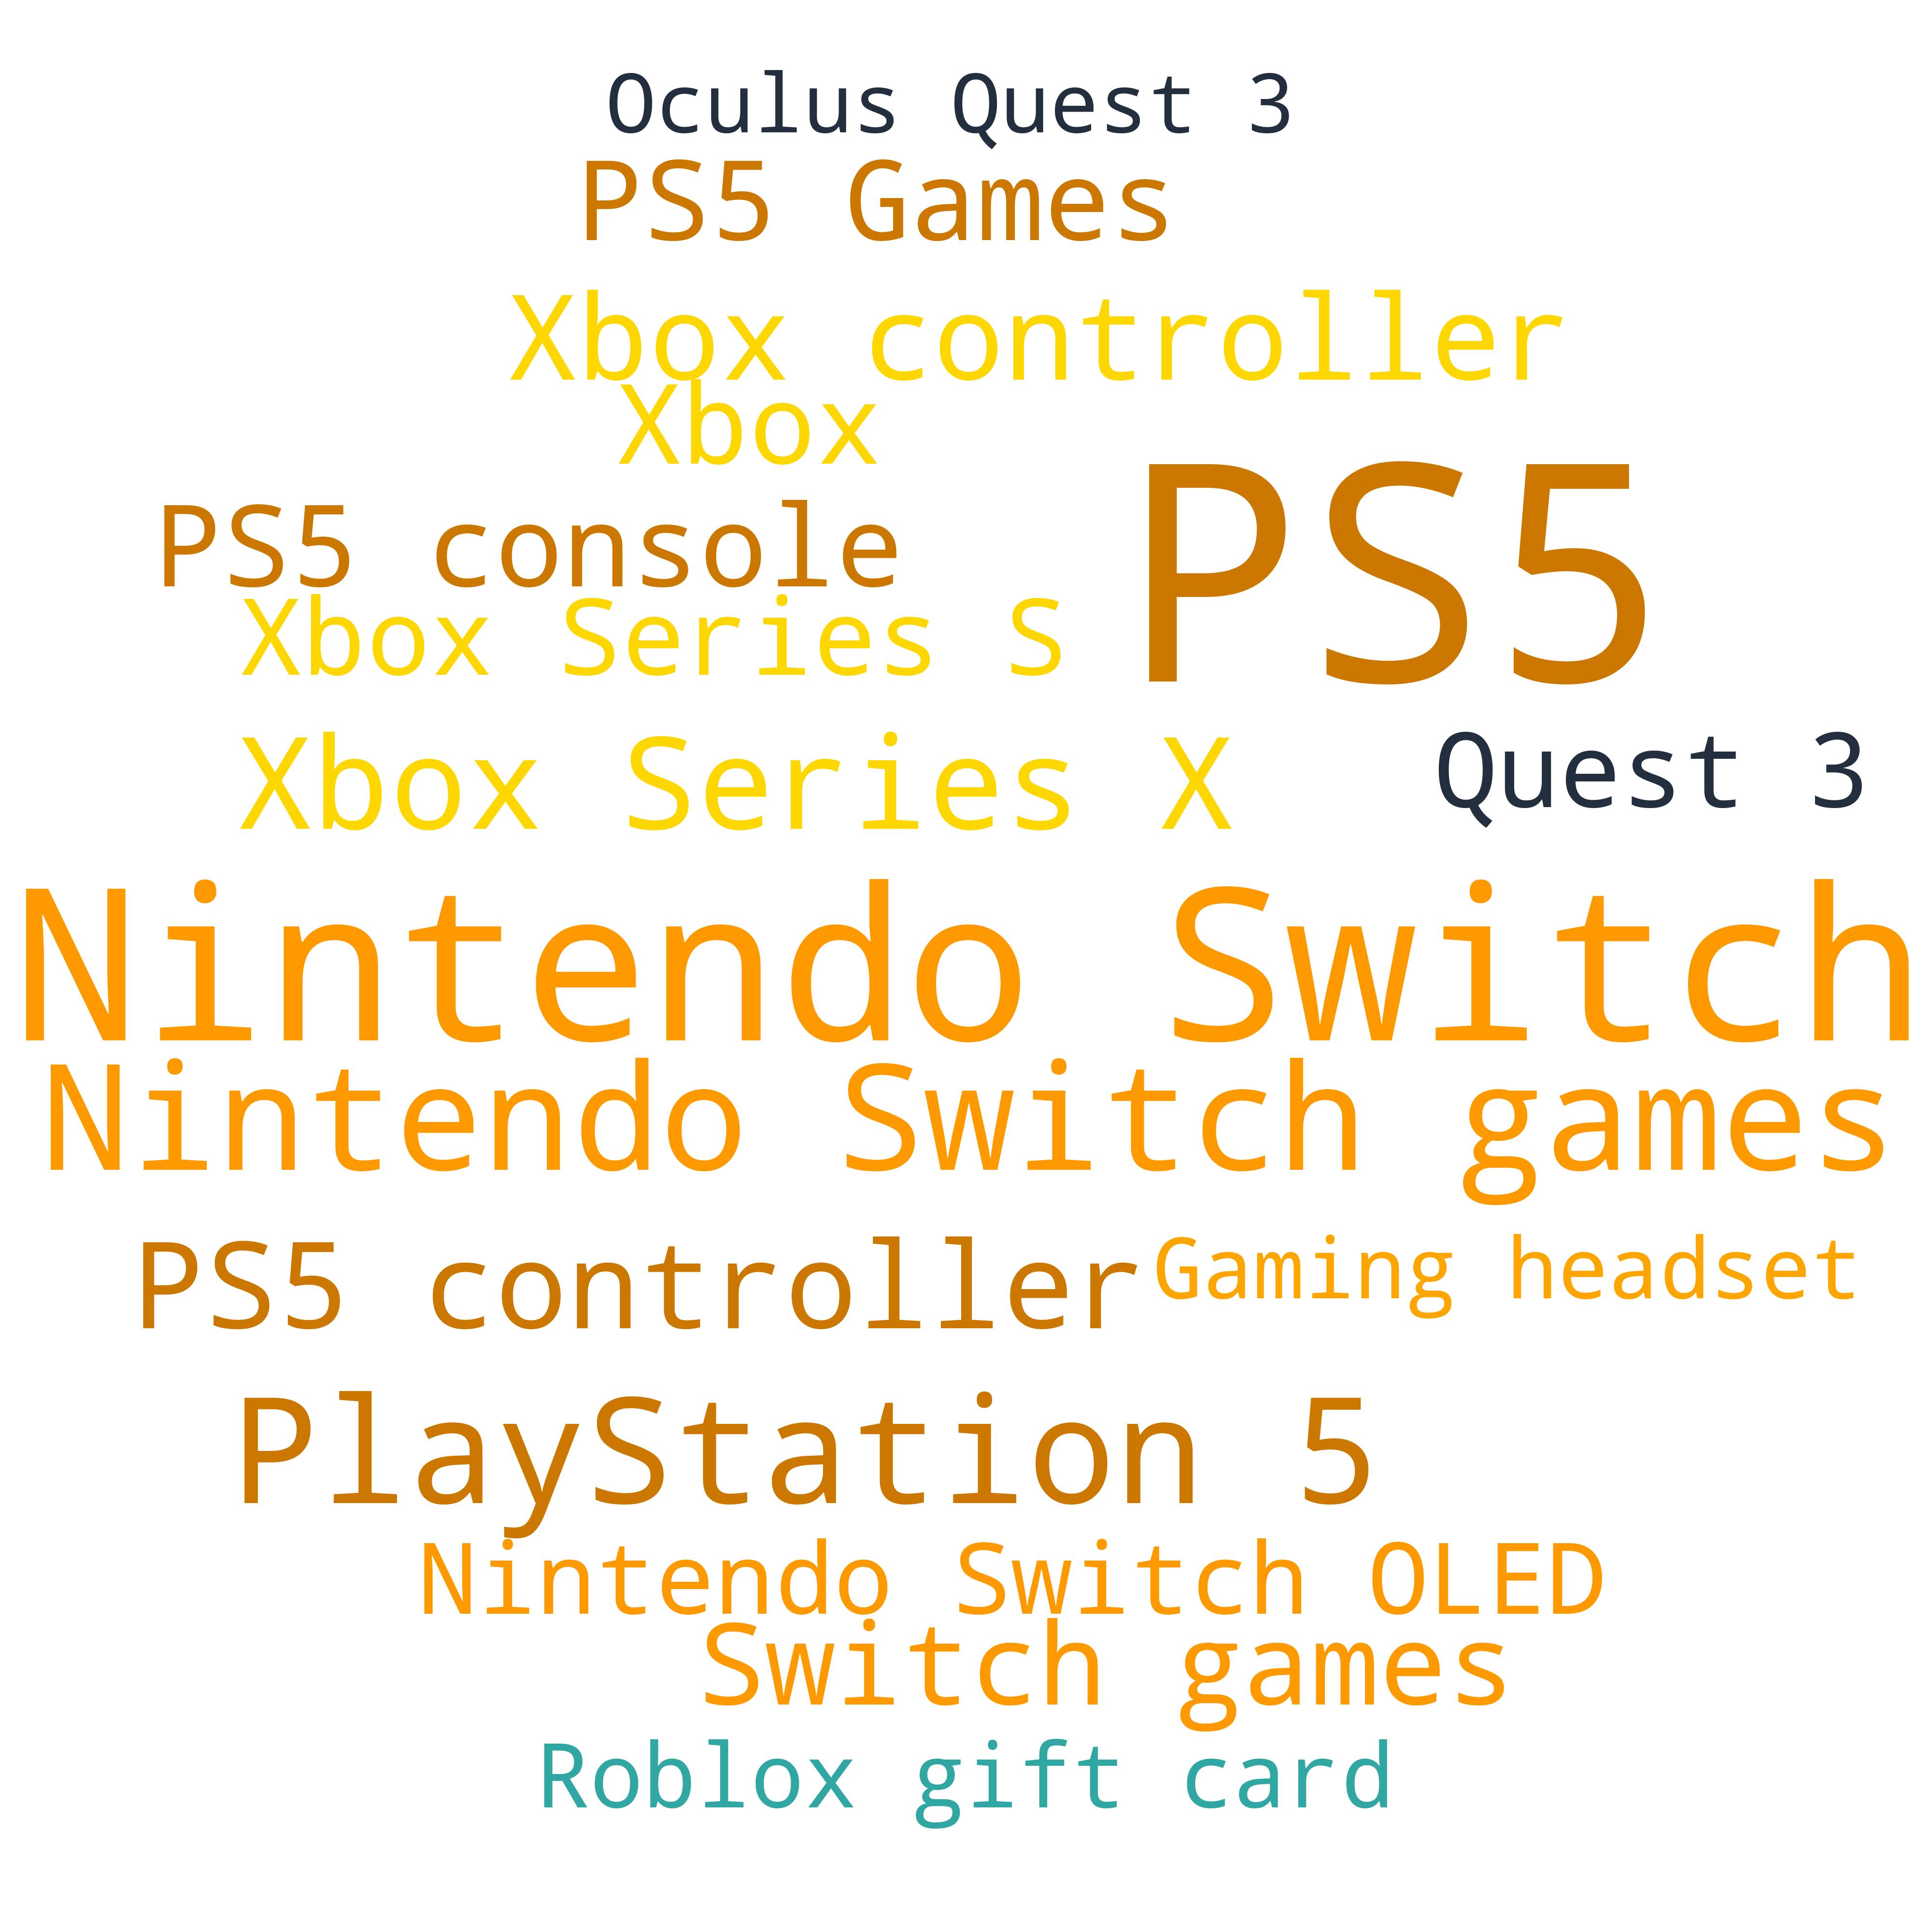 Oculus Quest 3
PS5 Games
Xbox controller
Xbox
PS5
PS5 console
Xbox Series S
Xbox Series X
Quest 3
Nintendo Switch
Nintendo Switch games
PS5 controller
Gaming headset
PlayStation 5
Nintendo Switch OLED
Switch games
Roblox gift card